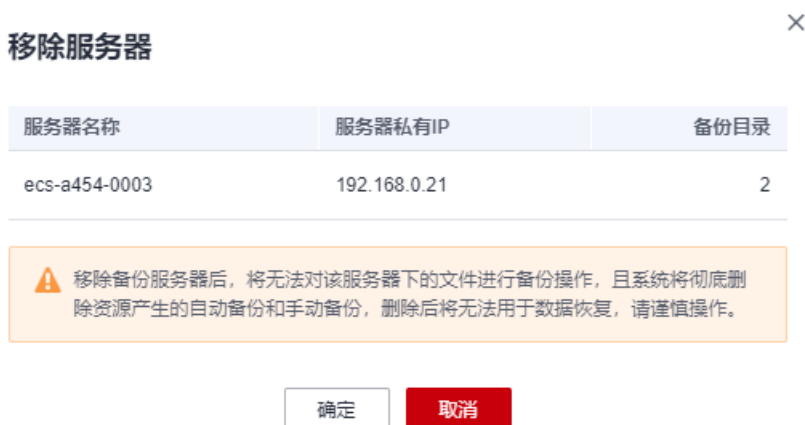 移除服务器
服务器名称 服务器私有IP 备份目录
ecs-a454-0003 192.168.0.21 2
移除备份服务器后，将无法对该服务器下的文件进行备份操作，且系统将彻底删
除资源产生的自动备份和手动备份，删除后将无法用于数据恢复，请谨慎操作。
确定 取消